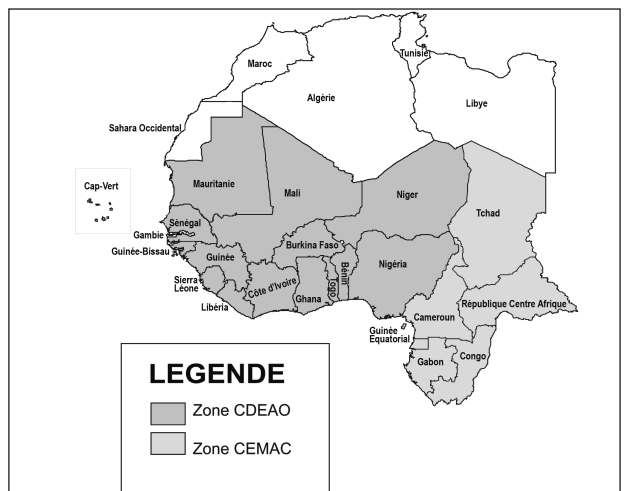 Tunisie
Maroc
Algérie
Libye
Sahara Occidental
Cap-Vert
Mauritanie
Mali
Niger
Tchad
Sénégal
Gambie
Guinée-Bissau
Guinée
Burkina Faso
Bénin
Nigéria
Sierra
Léone
Côte d'Ivoire
Ghana
Togo
Libéria
République Centre Afrique
Cameroun
Guinée
Equatorial
Gabon
Congo
LEGENDE
Zone CDEAO
Zone CEMAC